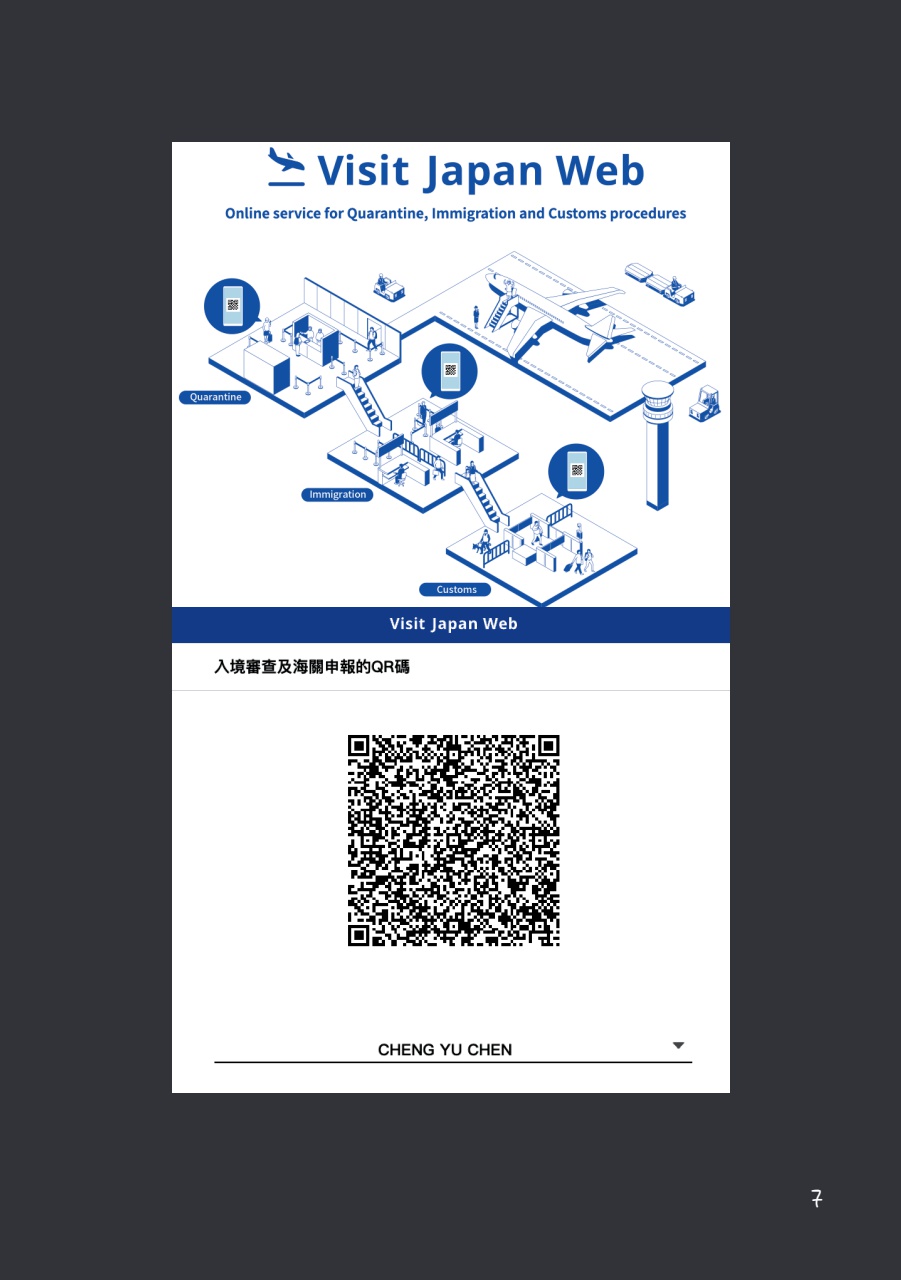 Visit Japan Web
Online service for Quarantine, Immigration and Customs procedures
Quarantine
Immigration
Customs
Visit Japan Web
入境審查及海關申報的QR碼
CHENG YU CHEN
7